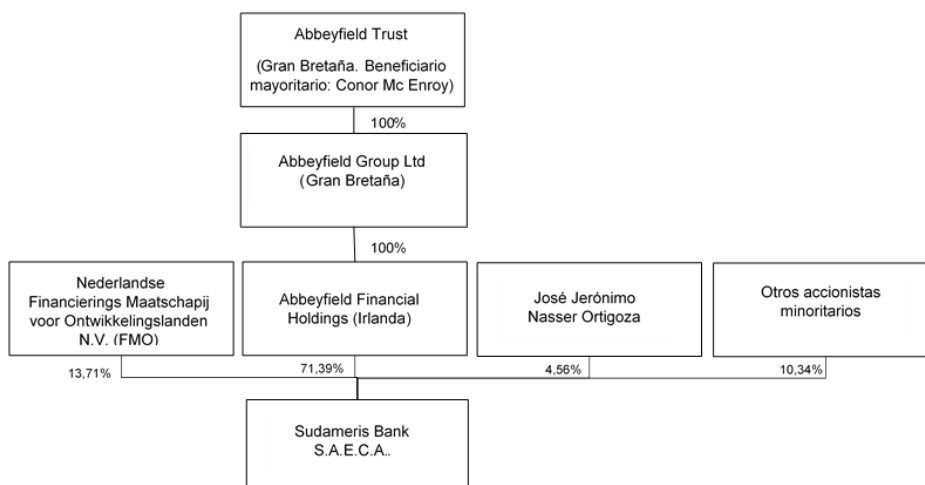 Abbeyfield Trust
(Gran Bretaña. Beneficiario
mayoritario: Conor Mc Enroy)
100%
Abbeyfield Group Ltd
(Gran Bretaña)
100%
Nederlandse
Financierings Maatschapij
voor Ontwikkelingslanden
N.V. (FMO)
Abbeyfield Financial
Holdings (Irlanda)
José Jerónimo
Nasser Ortigoza
Otros accionistas
minoritarios
13,71%
71,39%
4,56%
10,34%
Sudameris Bank
S.A.E.C.A..